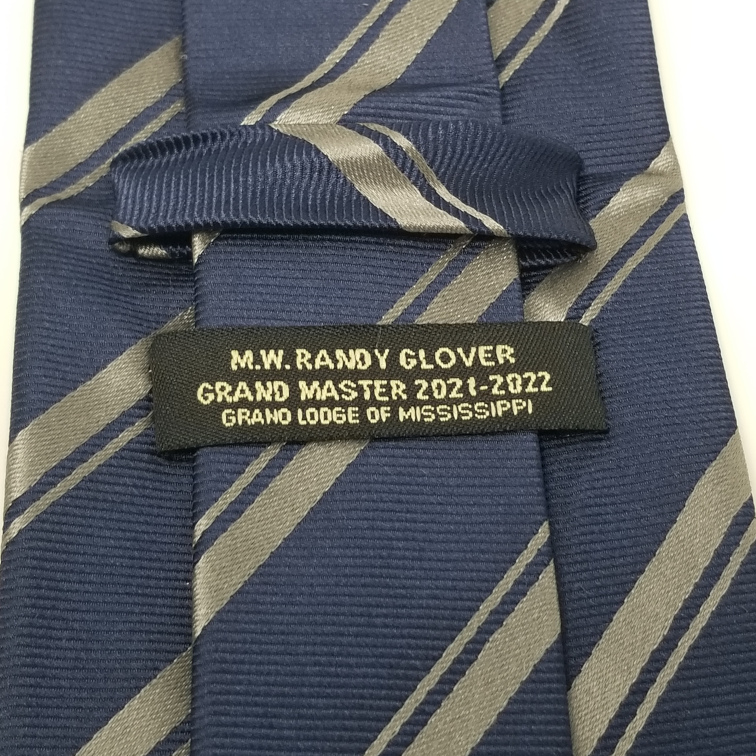 M.W. RANDY GLOVER
GRAND MASTER 2021-2022
GRAND LODGE OF MISSISSIPPI